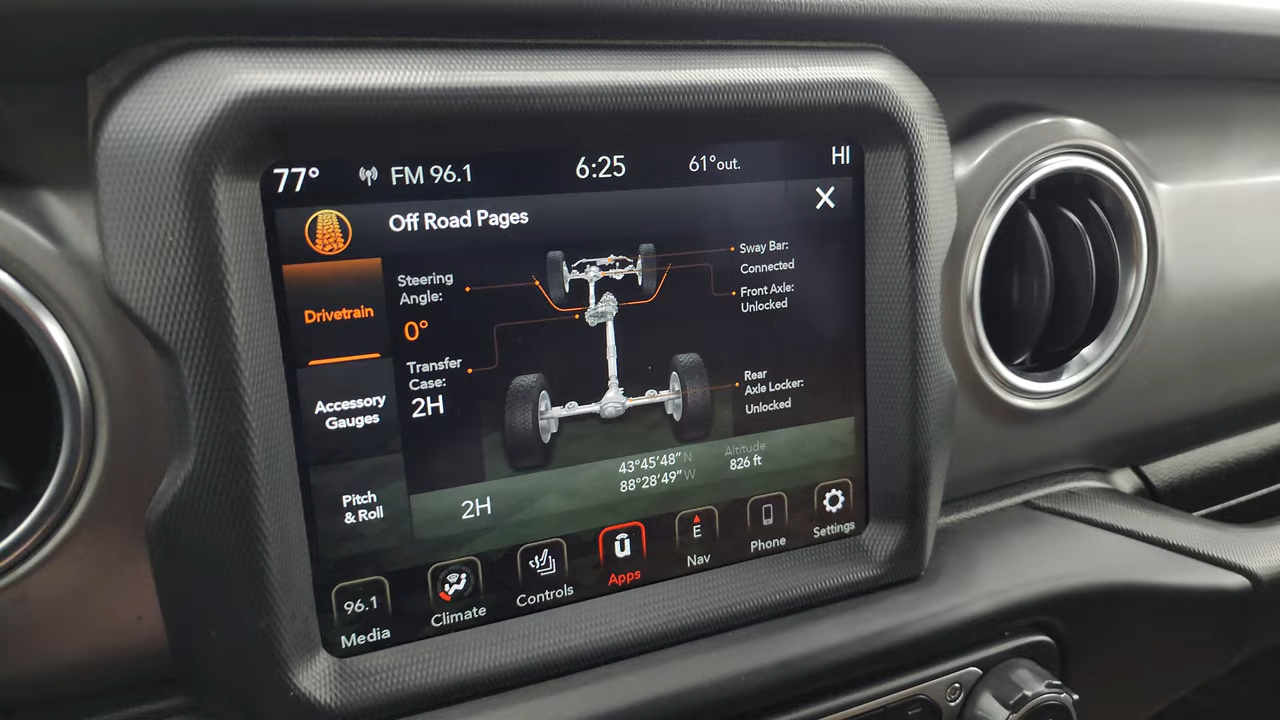 77° FM 96.1 6:25 61°out. HI
Off Road Pages X
Drivetrain
Accessory
Gauges
Pitch
& Roll
Steering
Angle:
0°
Transfer
Case:
2H
Sway Bar:
Connected
Front Axle:
Unlocked
Rear
Axle Locker:
Unlocked
2H
43°45'48" N
88°28'49" W
Altitude
826 ft
96.1
Media
Climate
Controls
Apps
E
Nav
Phone
Settings